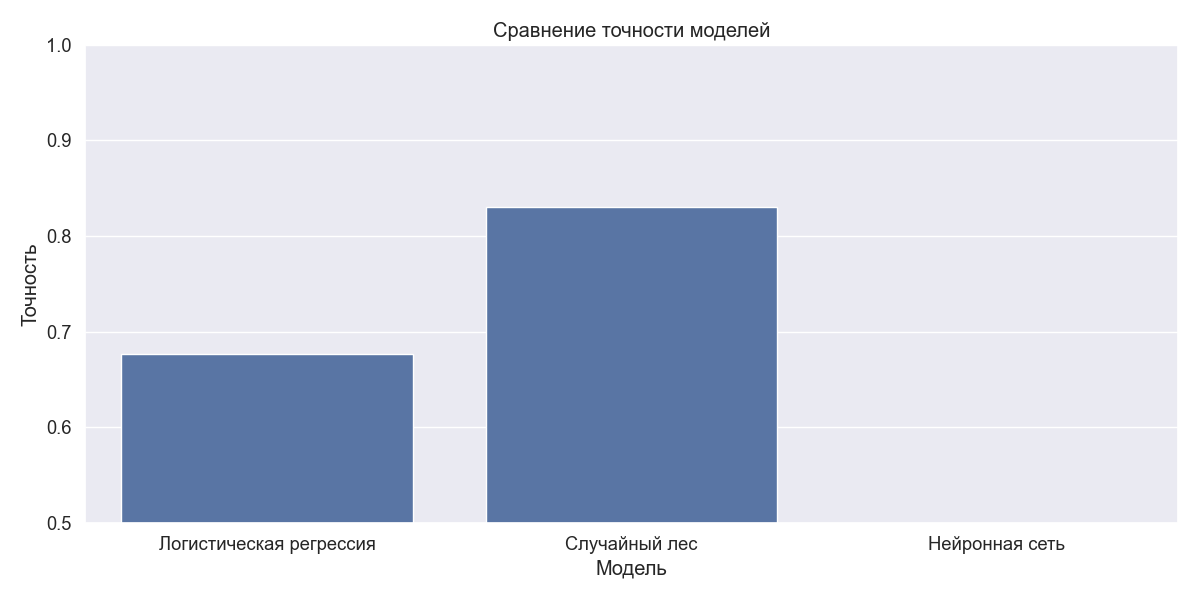 Сравнение точности моделей
1.0
0.9
0.8
0.7
0.6
0.5
Точность
Логистическая регрессия
Случайный лес
Нейронная сеть
Модель